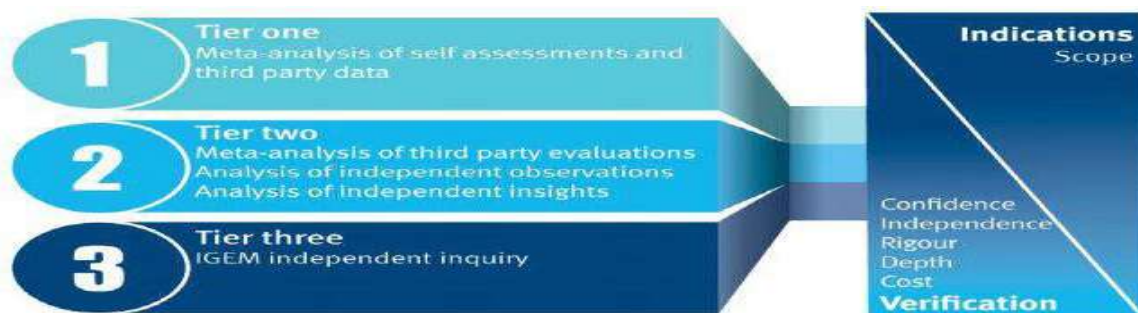 1
Tier one
Meta-analysis of self assessments and
third party data
2
Tier two
Meta-analysis of third party evaluations
Analysis of independent observations
Analysis of independent insights
3
Tier three
IGEM independent inquiry
Indications
Scope
Confidence
Independence
Rigour
Depth
Cost
Verification